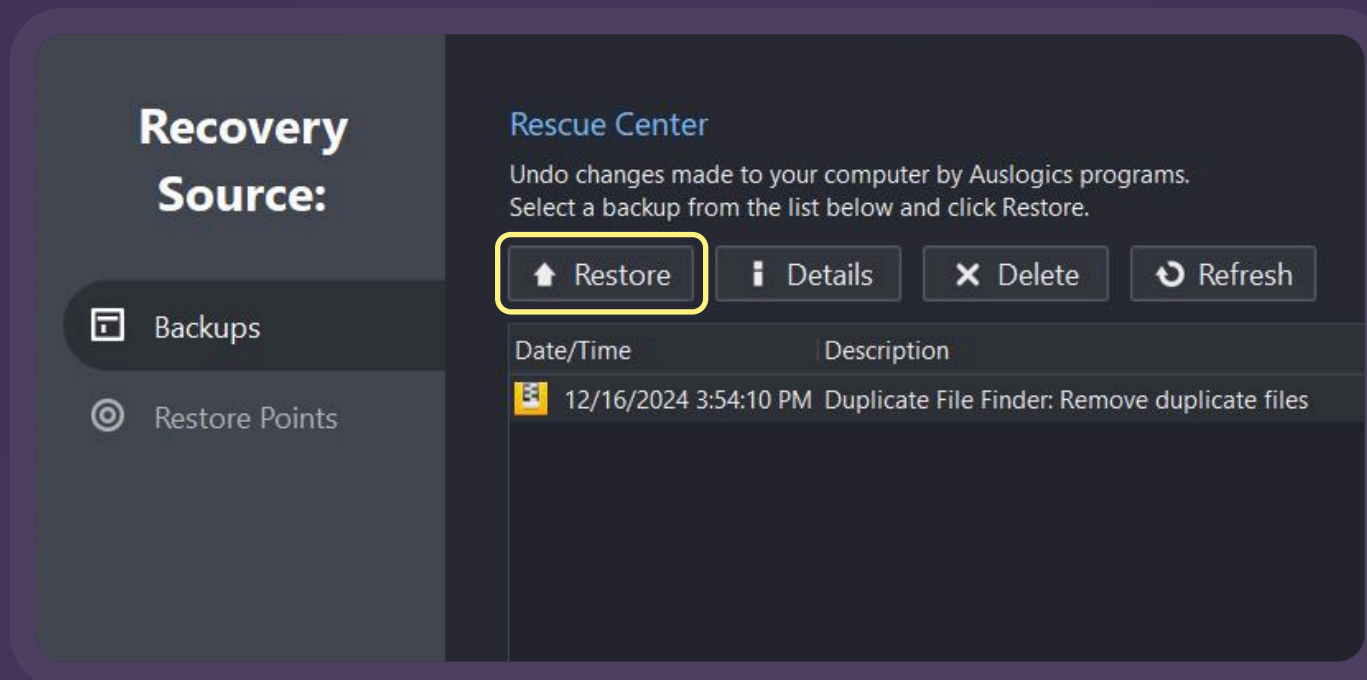 Recovery
Source:
Backups
Restore Points
Rescue Center
Undo changes made to your computer by Auslogics programs.
Select a backup from the list below and click Restore.
Restore Details Delete Refresh
Date/Time Description
12/16/2024 3:54:10 PM Duplicate File Finder: Remove duplicate files